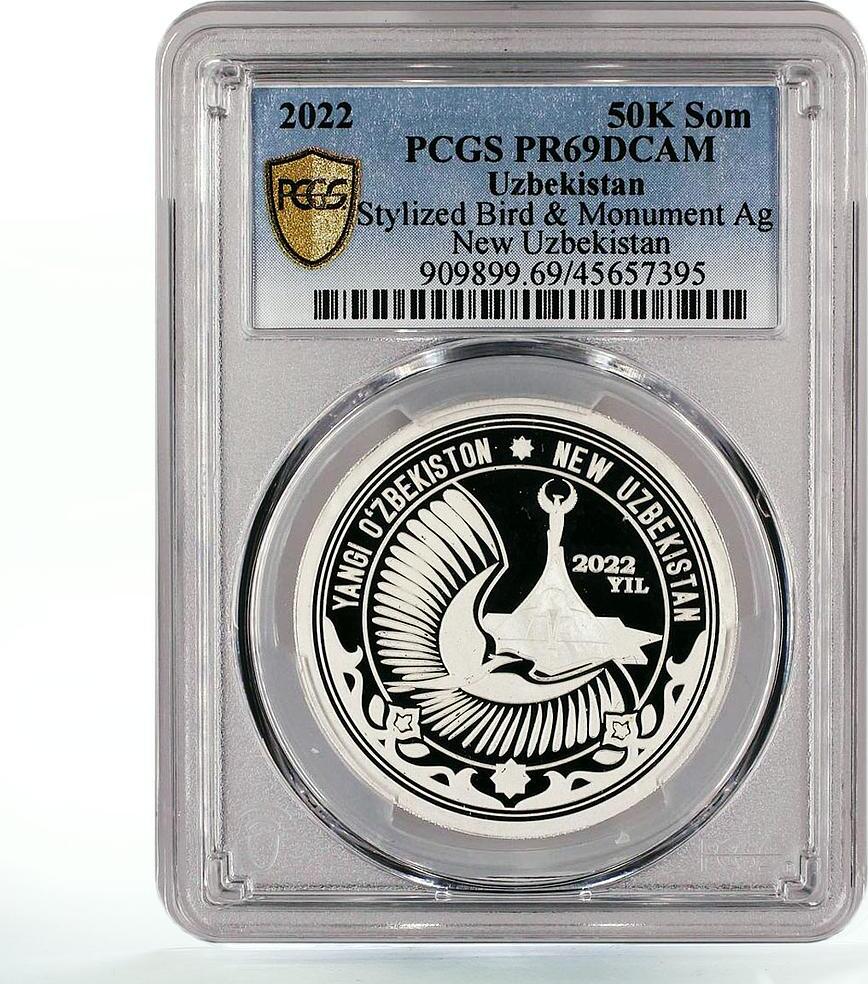 2022 50K Som
PCGS PR69DCAM
Uzbekistan
PCGS
Stylized Bird & Monument Ag
New Uzbekistan
909899.69/45657395
YANGI O‘ZBEKISTON NEW UZBEKISTAN
2022
YIL